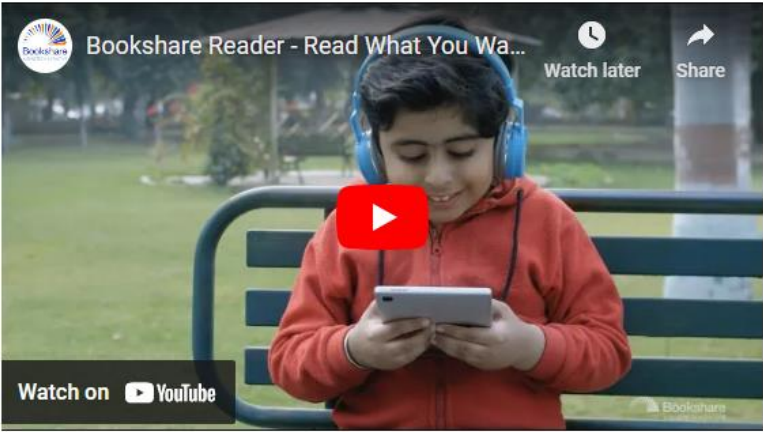 Bookshare
Bookshare Reader - Read What You Wa...
Watch later
Share
Watch on YouTube
Bookshare